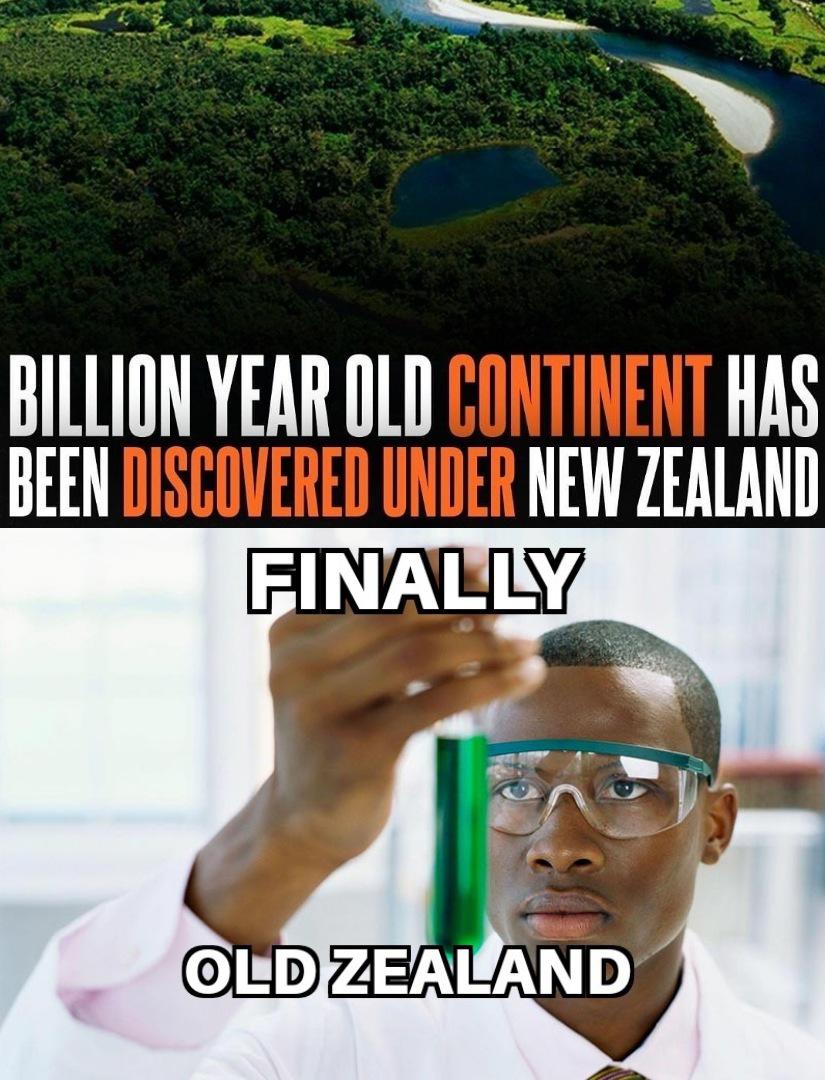 BILLION YEAR OLD CONTINENT HAS
BEEN DISCOVERED UNDER NEW ZEALAND
FINALLY
OLD ZEALAND